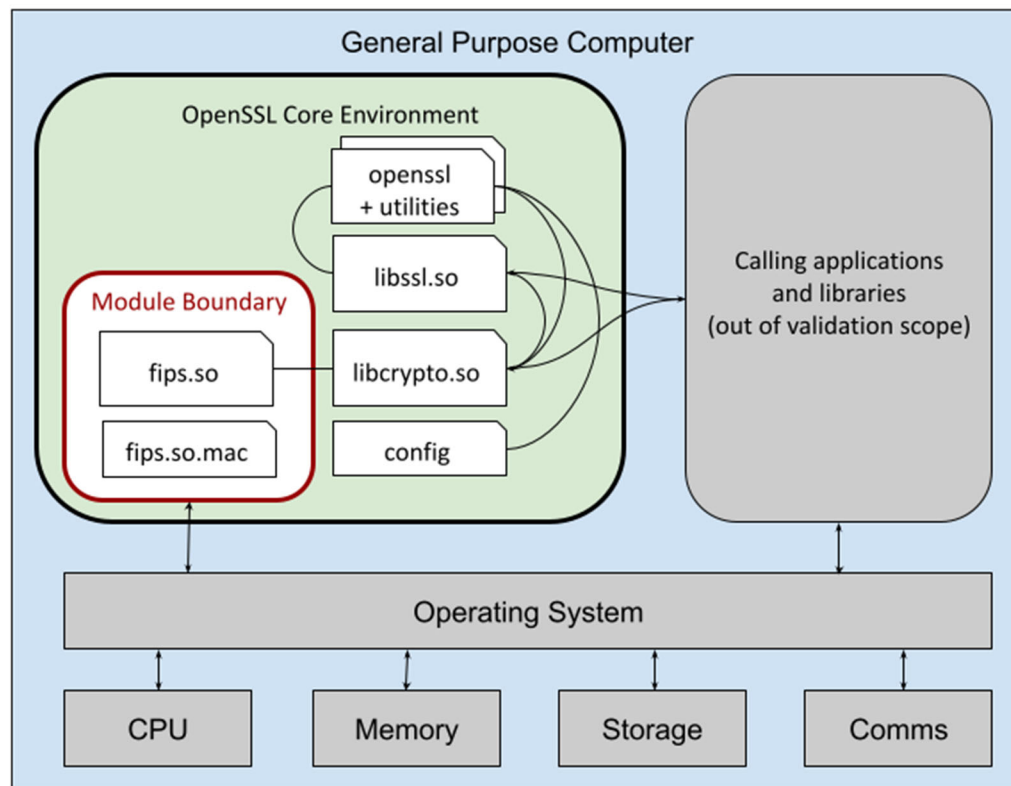 General Purpose Computer
OpenSSL Core Environment
openssl
+ utilities
libssl.so
Module Boundary
fips.so
libcrypto.so
fips.so.mac
config
Calling applications
and libraries
(out of validation scope)
Operating System
CPU
Memory
Storage
Comms